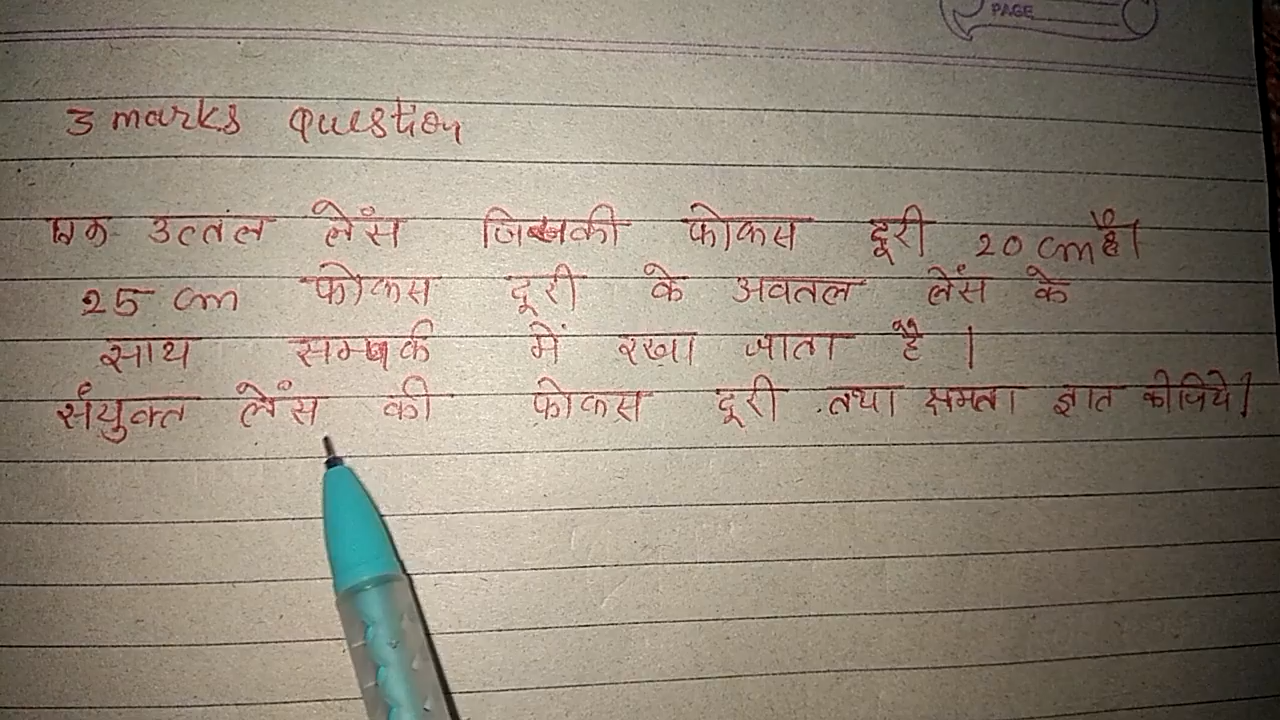 PAGE
3 marks question
एक उत्तल लेंस जिसकी फोकस दूरी 20 cm है।
25 cm फोकस दूरी के अवतल लेंस के
साथ सम्पर्क में रखा जाता है ।
संयुक्त लेंस की फोकस दूरी तथा क्षमता ज्ञात कीजिये।